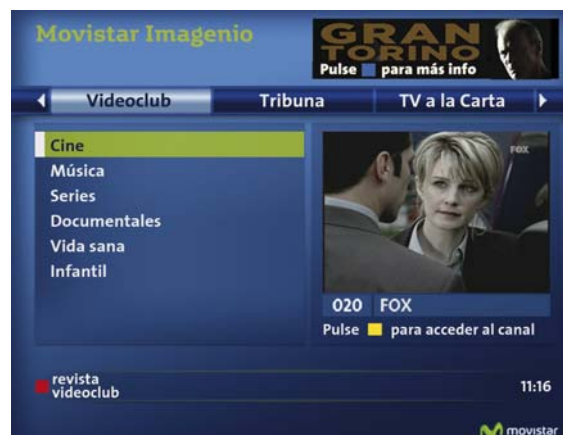 Movistar Imagenio
GRAN
TORINO
Pulse para más info
Videoclub Tribuna TV a la Carta
Cine
Música
Series
Documentales
Vida sana
Infantil
FOX
020 FOX
Pulse para acceder al canal
revista
videoclub
11:16
movistar